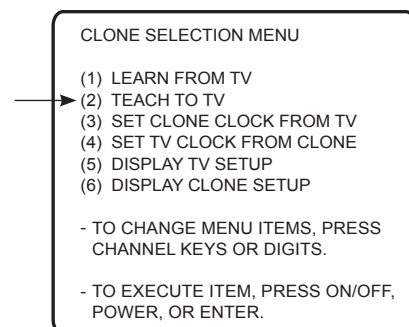 CLONE SELECTION MENU
(1) LEARN FROM TV
(2) TEACH TO TV
(3) SET CLONE CLOCK FROM TV
(4) SET TV CLOCK FROM CLONE
(5) DISPLAY TV SETUP
(6) DISPLAY CLONE SETUP
- TO CHANGE MENU ITEMS, PRESS
CHANNEL KEYS OR DIGITS.
- TO EXECUTE ITEM, PRESS ON/OFF,
POWER, OR ENTER.